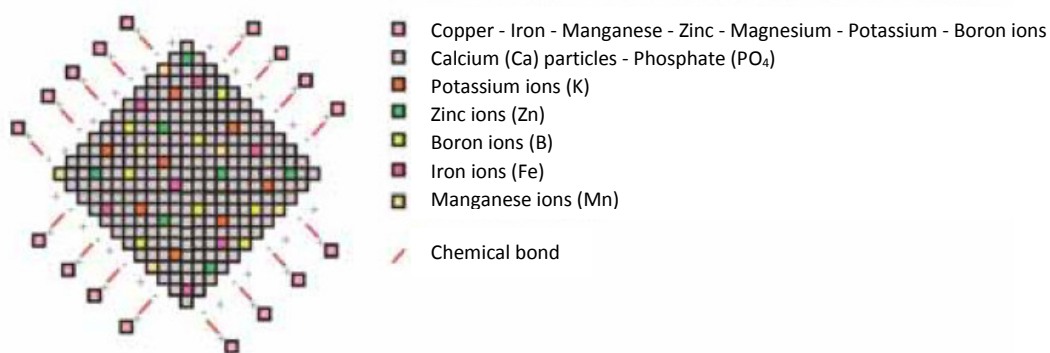 Copper - Iron - Manganese - Zinc - Magnesium - Potassium - Boron ions
Calcium (Ca) particles - Phosphate (PO₄)
Potassium ions (K)
Zinc ions (Zn)
Boron ions (B)
Iron ions (Fe)
Manganese ions (Mn)
Chemical bond